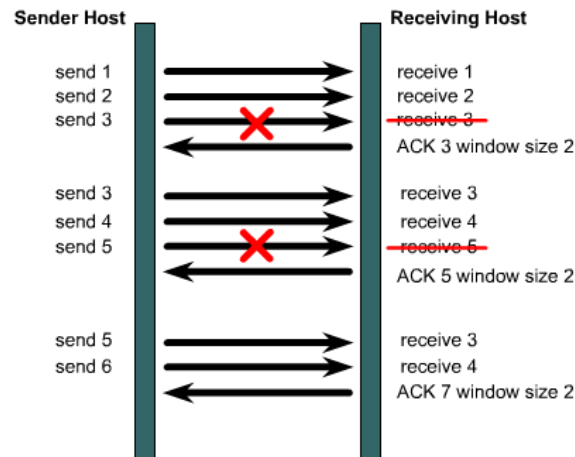 Sender Host Receiving Host
send 1 receive 1
send 2 receive 2
send 3 receive 3
ACK 3 window size 2
send 3 receive 3
send 4 receive 4
send 5 receive 5
ACK 5 window size 2
send 5 receive 3
send 6 receive 4
ACK 7 window size 2